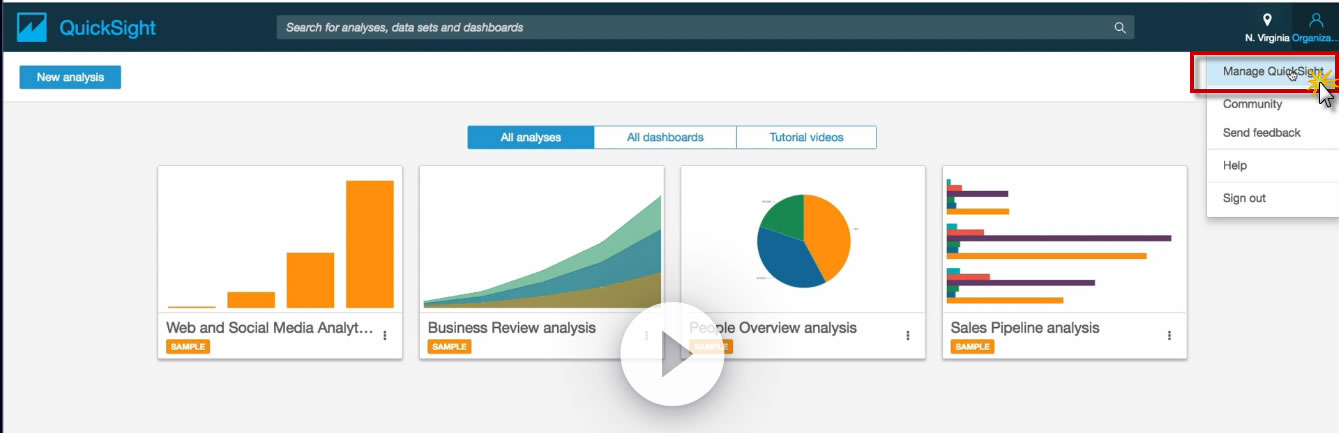 QuickSight
Search for analyses, data sets and dashboards
N. Virginia Organiza...
New analysis
Manage QuickSight
Community
Send feedback
Help
Sign out
All analyses
All dashboards
Tutorial videos
Web and Social Media Analyt...
SAMPLE
Business Review analysis
SAMPLE
People Overview analysis
SAMPLE
Sales Pipeline analysis
SAMPLE